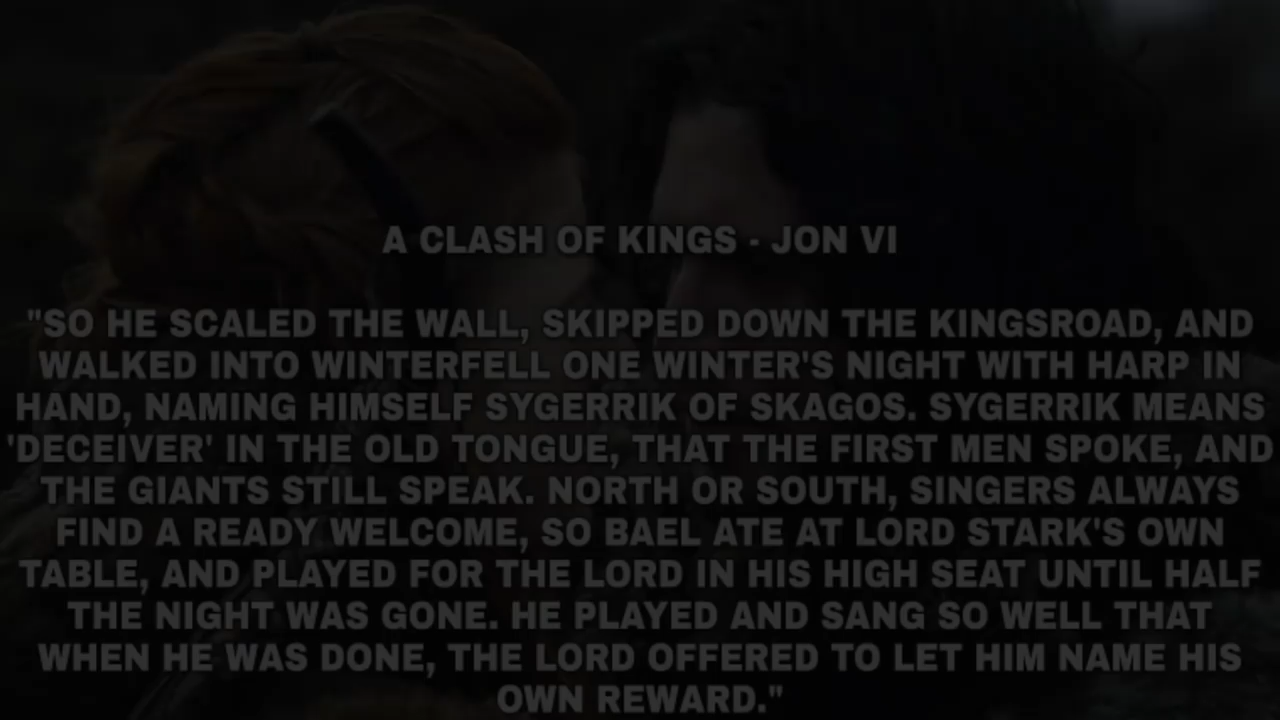 A CLASH OF KINGS - JON VI
"SO HE SCALED THE WALL, SKIPPED DOWN THE KINGSROAD, AND
WALKED INTO WINTERFELL ONE WINTER'S NIGHT WITH HARP IN
HAND, NAMING HIMSELF SYGERRIK OF SKAGOS. SYGERRIK MEANS
'DECEIVER' IN THE OLD TONGUE, THAT THE FIRST MEN SPOKE, AND
THE GIANTS STILL SPEAK. NORTH OR SOUTH, SINGERS ALWAYS
FIND A READY WELCOME, SO BAEL ATE AT LORD STARK'S OWN
TABLE, AND PLAYED FOR THE LORD IN HIS HIGH SEAT UNTIL HALF
THE NIGHT WAS GONE. HE PLAYED AND SANG SO WELL THAT
WHEN HE WAS DONE, THE LORD OFFERED TO LET HIM NAME HIS
OWN REWARD."